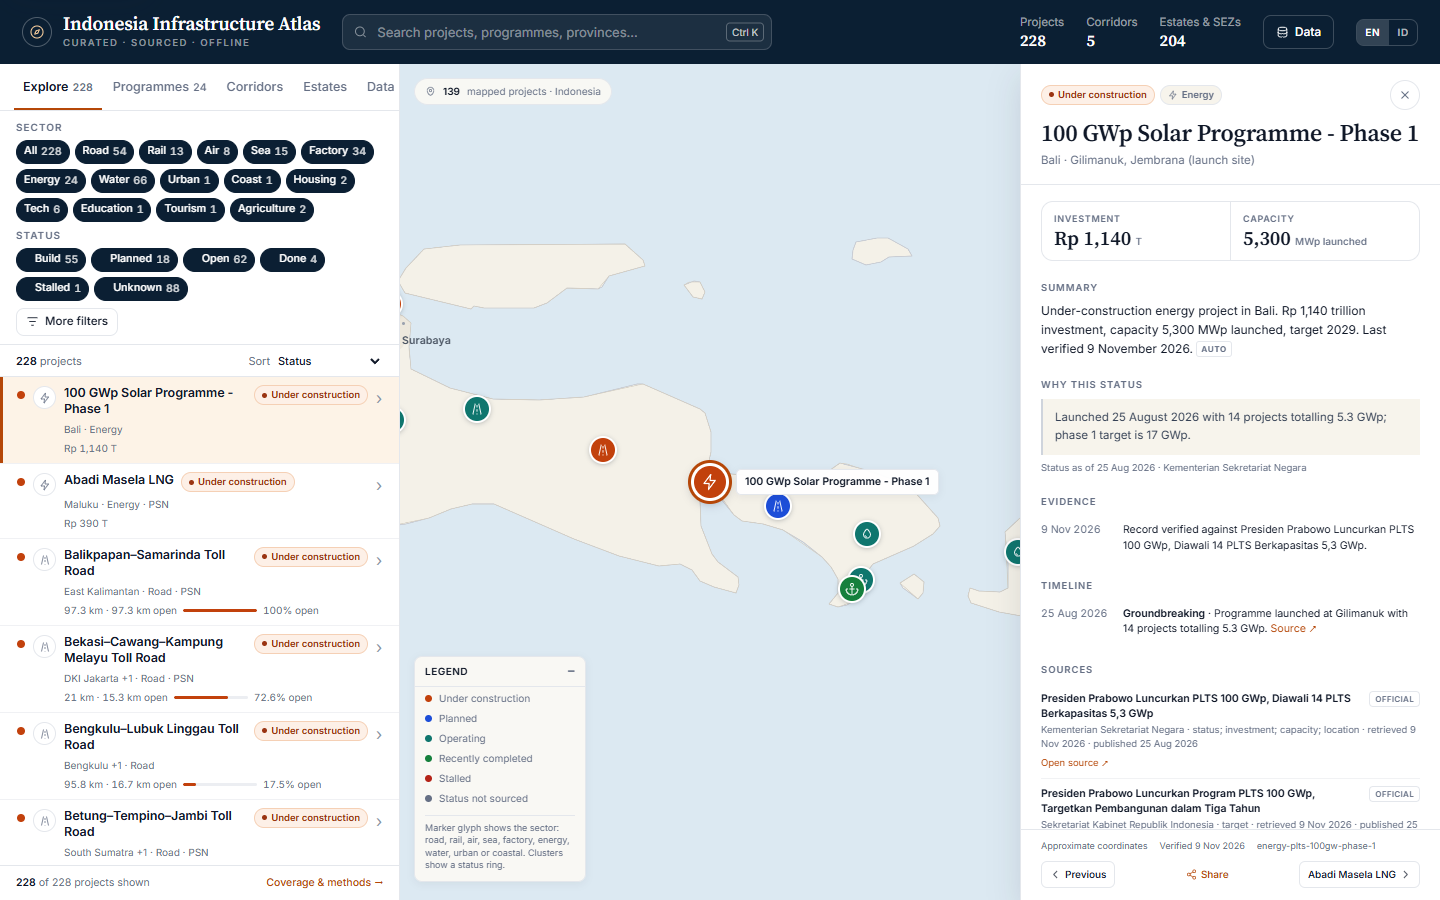 Indonesia Infrastructure Atlas
CURATED · SOURCED · OFFLINE
Search projects, programmes, provinces...
Ctrl K
Projects
228
Corridors
5
Estates & SEZs
204
Data
EN
ID
Explore 228
Programmes 24
Corridors
Estates
Data
SECTOR
All 228
Road 54
Rail 13
Air 8
Sea 15
Factory 34
Energy 24
Water 66
Urban 1
Coast 1
Housing 2
Tech 6
Education 1
Tourism 1
Agriculture 2
STATUS
Build 55
Planned 18
Open 62
Done 4
Stalled 1
Unknown 88
More filters
228 projects
Sort Status
100 GWp Solar Programme -
Phase 1
Under construction
Bali · Energy
Rp 1,140 T
Abadi Masela LNG
Under construction
Maluku · Energy · PSN
Rp 390 T
Balikpapan–Samarinda Toll
Road
Under construction
East Kalimantan · Road · PSN
97.3 km · 97.3 km open
100% open
Bekasi–Cawang–Kampung
Melayu Toll Road
Under construction
DKI Jakarta +1 · Road · PSN
21 km · 15.3 km open
72.6% open
Bengkulu–Lubuk Linggau Toll
Road
Under construction
Bengkulu +1 · Road
95.8 km · 16.7 km open
17.5% open
Betung–Tempino–Jambi Toll
Road
Under construction
South Sumatra +1 · Road · PSN
228 of 228 projects shown
Coverage & methods →
139 mapped projects · Indonesia
Surabaya
100 GWp Solar Programme - Phase 1
LEGEND
−
Under construction
Planned
Operating
Recently completed
Stalled
Status not sourced
Marker glyph shows the sector:
road, rail, air, sea, factory, energy,
water, urban or coastal. Clusters
show a status ring.
Under construction
Energy
100 GWp Solar Programme - Phase 1
Bali · Gilimanuk, Jembrana (launch site)
INVESTMENT
Rp 1,140 T
CAPACITY
5,300 MWp launched
SUMMARY
Under-construction energy project in Bali. Rp 1,140 trillion
investment, capacity 5,300 MWp launched, target 2029. Last
verified 9 November 2026. AUTO
WHY THIS STATUS
Launched 25 August 2026 with 14 projects totalling 5.3 GWp;
phase 1 target is 17 GWp.
Status as of 25 Aug 2026 · Kementerian Sekretariat Negara
EVIDENCE
9 Nov 2026
Record verified against Presiden Prabowo Luncurkan PLTS
100 GWp, Diawali 14 PLTS Berkapasitas 5,3 GWp.
TIMELINE
25 Aug 2026
Groundbreaking · Programme launched at Gilimanuk with
14 projects totalling 5.3 GWp. Source ↗
SOURCES
Presiden Prabowo Luncurkan PLTS 100 GWp, Diawali 14 PLTS
Berkapasitas 5,3 GWp
OFFICIAL
Kementerian Sekretariat Negara · status; investment; capacity; location · retrieved 9
Nov 2026 · published 25 Aug 2026
Open source ↗
Presiden Prabowo Luncurkan Program PLTS 100 GWp,
Targetkan Pembangunan dalam Tiga Tahun
OFFICIAL
Sekretariat Kabinet Republik Indonesia · target · retrieved 9 Nov 2026 · published 25
Approximate coordinates
Verified 9 Nov 2026
energy-plts-100gw-phase-1
Previous
Share
Abadi Masela LNG